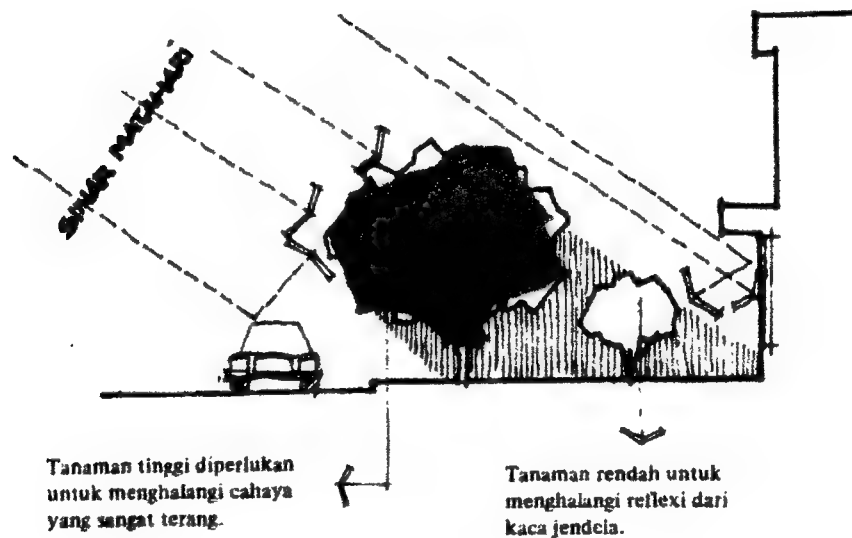 SINAR MATAHARI
Tanaman tinggi diperlukan
untuk menghalangi cahaya
yang sangat terang.
Tanaman rendah untuk
menghalangi reflexi dari
kaca jendela.